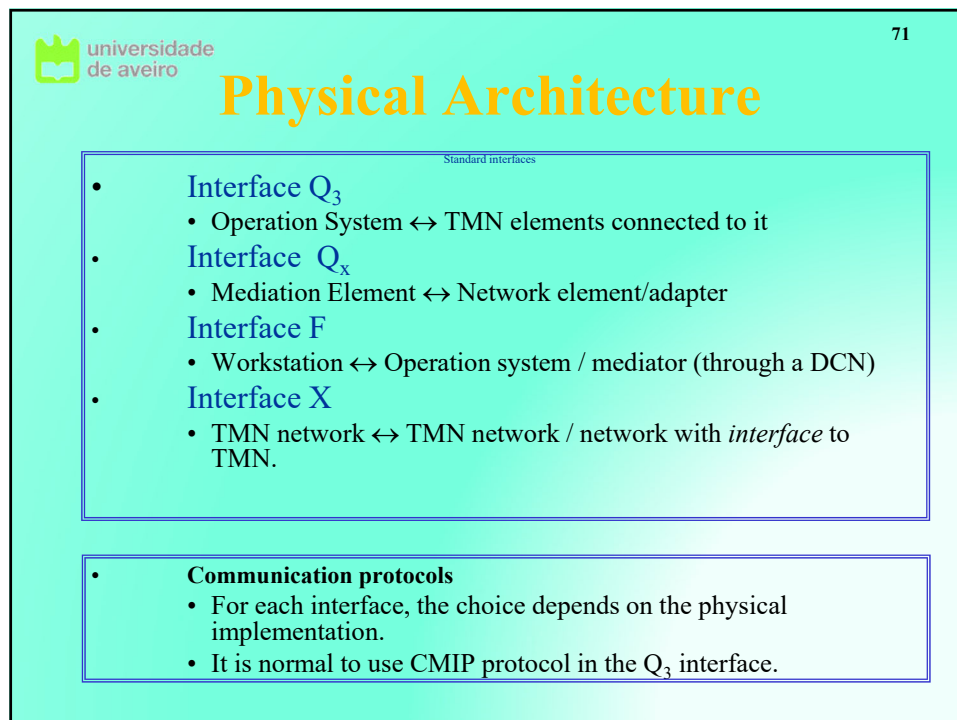 71
universidade
de aveiro
Physical Architecture
Standard interfaces
• Interface Q3
• Operation System ↔ TMN elements connected to it
• Interface Qx
• Mediation Element ↔ Network element/adapter
• Interface F
• Workstation ↔ Operation system / mediator (through a DCN)
• Interface X
• TMN network ↔ TMN network / network with interface to
TMN.
• Communication protocols
• For each interface, the choice depends on the physical
implementation.
• It is normal to use CMIP protocol in the Q3 interface.